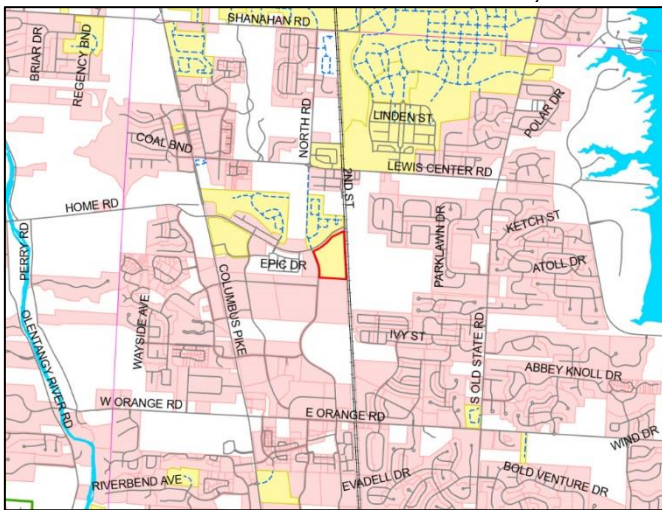 SHANAHAN RD
BRIAR DR
REGENCY BND
NORTH RD
LINDEN ST
POLAR DR
COAL BND
LEWIS CENTER RD
2ND ST
HOME RD
PERRY RD
KETCH ST
PARKLAWN DR
EPIC DR
ATOLL DR
WAYSIDE AVE
COLUMBUS PIKE
OLENTANGY RIVER RD
IVY ST
S OLD STATE RD
ABBEY KNOLL DR
W ORANGE RD
E ORANGE RD
WIND DR
RIVERBEND AVE
EVADELL DR
BOLD VENTURE DR